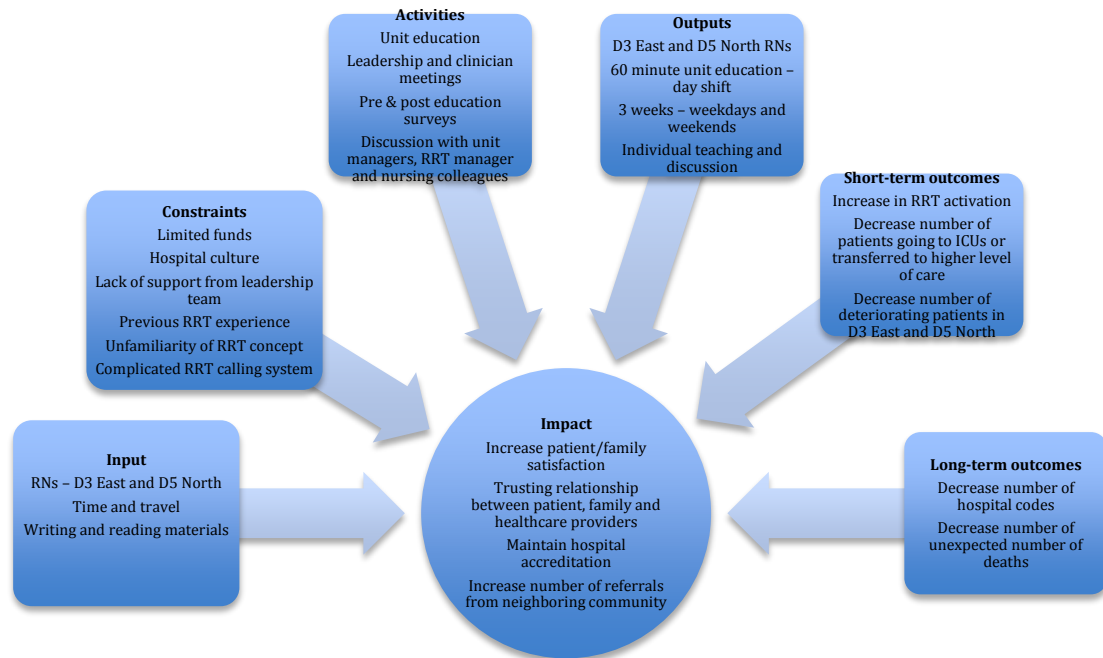 Activities
Unit education
Leadership and clinician
meetings
Pre & post education
surveys
Discussion with unit
managers, RRT manager
and nursing colleagues
Outputs
D3 East and D5 North RNs
60 minute unit education –
day shift
3 weeks – weekdays and
weekends
Individual teaching and
discussion
Constraints
Limited funds
Hospital culture
Lack of support from leadership
team
Previous RRT experience
Unfamiliarity of RRT concept
Complicated RRT calling system
Short-term outcomes
Increase in RRT activation
Decrease number of
patients going to ICUs or
transferred to higher level
of care
Decrease number of
deteriorating patients in
D3 East and D5 North
Input
RNs – D3 East and D5 North
Time and travel
Writing and reading materials
Impact
Increase patient/family
satisfaction
Trusting relationship
between patient, family and
healthcare providers
Maintain hospital
accreditation
Increase number of referrals
from neighboring community
Long-term outcomes
Decrease number of
hospital codes
Decrease number of
unexpected number of
deaths